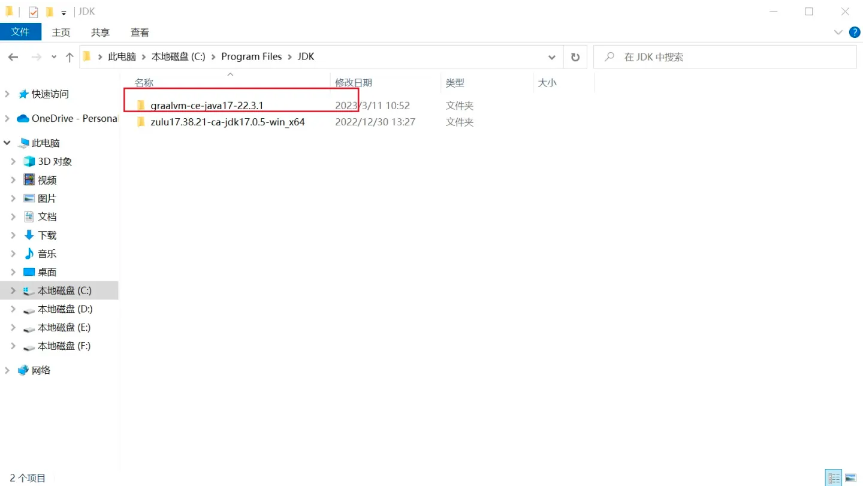 JDK
文件 主页 共享 查看
此电脑 本地磁盘 (C:) Program Files JDK 在 JDK 中搜索
名称 修改日期 类型 大小
graalvm-ce-java17-22.3.1 2023/3/11 10:52 文件夹
zulu17.38.21-ca-jdk17.0.5-win_x64 2022/12/30 13:27 文件夹
快速访问
OneDrive - Persona
此电脑
3D 对象
视频
图片
文档
下载
音乐
桌面
本地磁盘 (C:)
本地磁盘 (D:)
本地磁盘 (E:)
本地磁盘 (F:)
网络
2 个项目